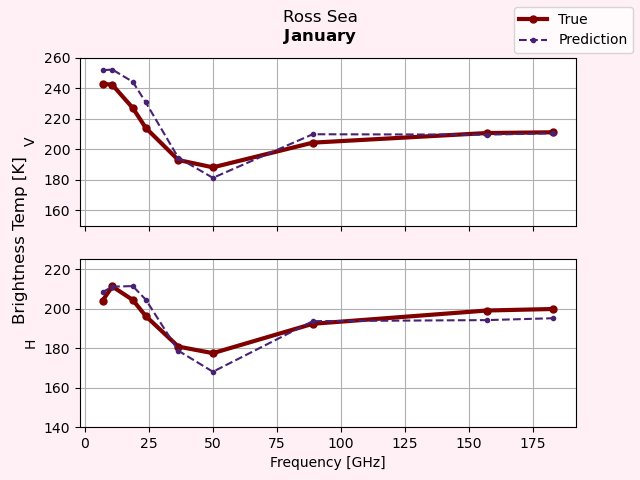 Ross Sea
January
True
Prediction
Brightness Temp [K]
V
260
240
220
200
180
160
H
220
200
180
160
140
0
25
50
75
100
125
150
175
Frequency [GHz]